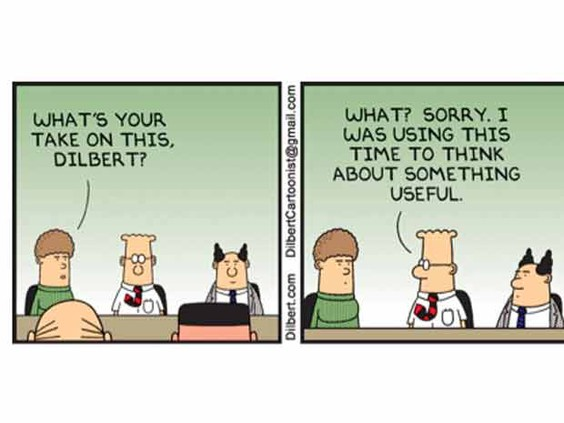 WHAT'S YOUR
TAKE ON THIS,
DILBERT?
Dilbert.com DilbertCartoonist@gmail.com
WHAT? SORRY. I
WAS USING THIS
TIME TO THINK
ABOUT SOMETHING
USEFUL.